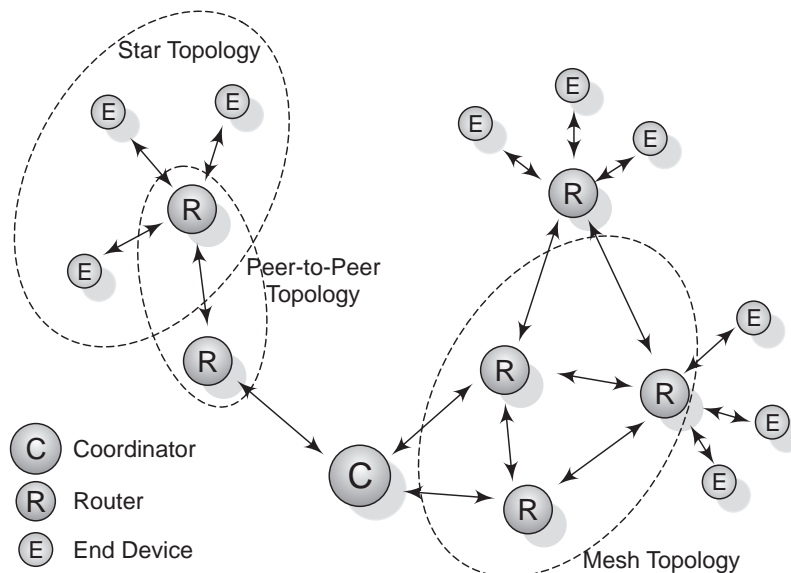 Star Topology
E
E
E
E
E
R
R
E
Peer-to-Peer
Topology
E
E
R
R
R
E
C
Coordinator
C
E
R
Router
R
E
End Device
Mesh Topology